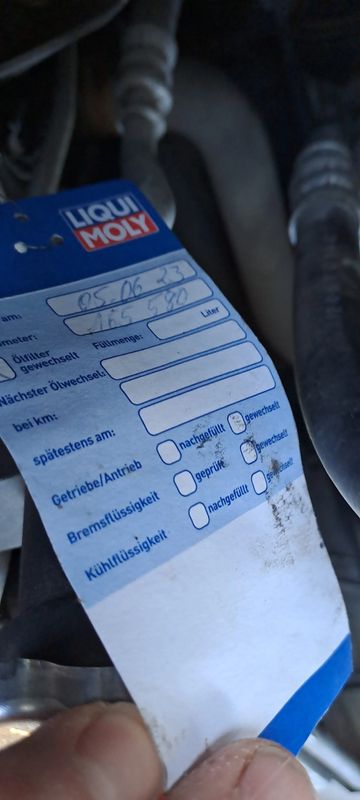 LIQUI
MOLY
am: 05.06 23
meter: 165 590
Ölfilter
gewechselt
Füllmenge: Liter
Nächster Ölwechsel:
bei km:
spätestens am:
Getriebe/Antrieb nachgefüllt gewechselt
Bremsflüssigkeit geprüft gewechselt
Kühlflüssigkeit nachgefüllt gewechselt